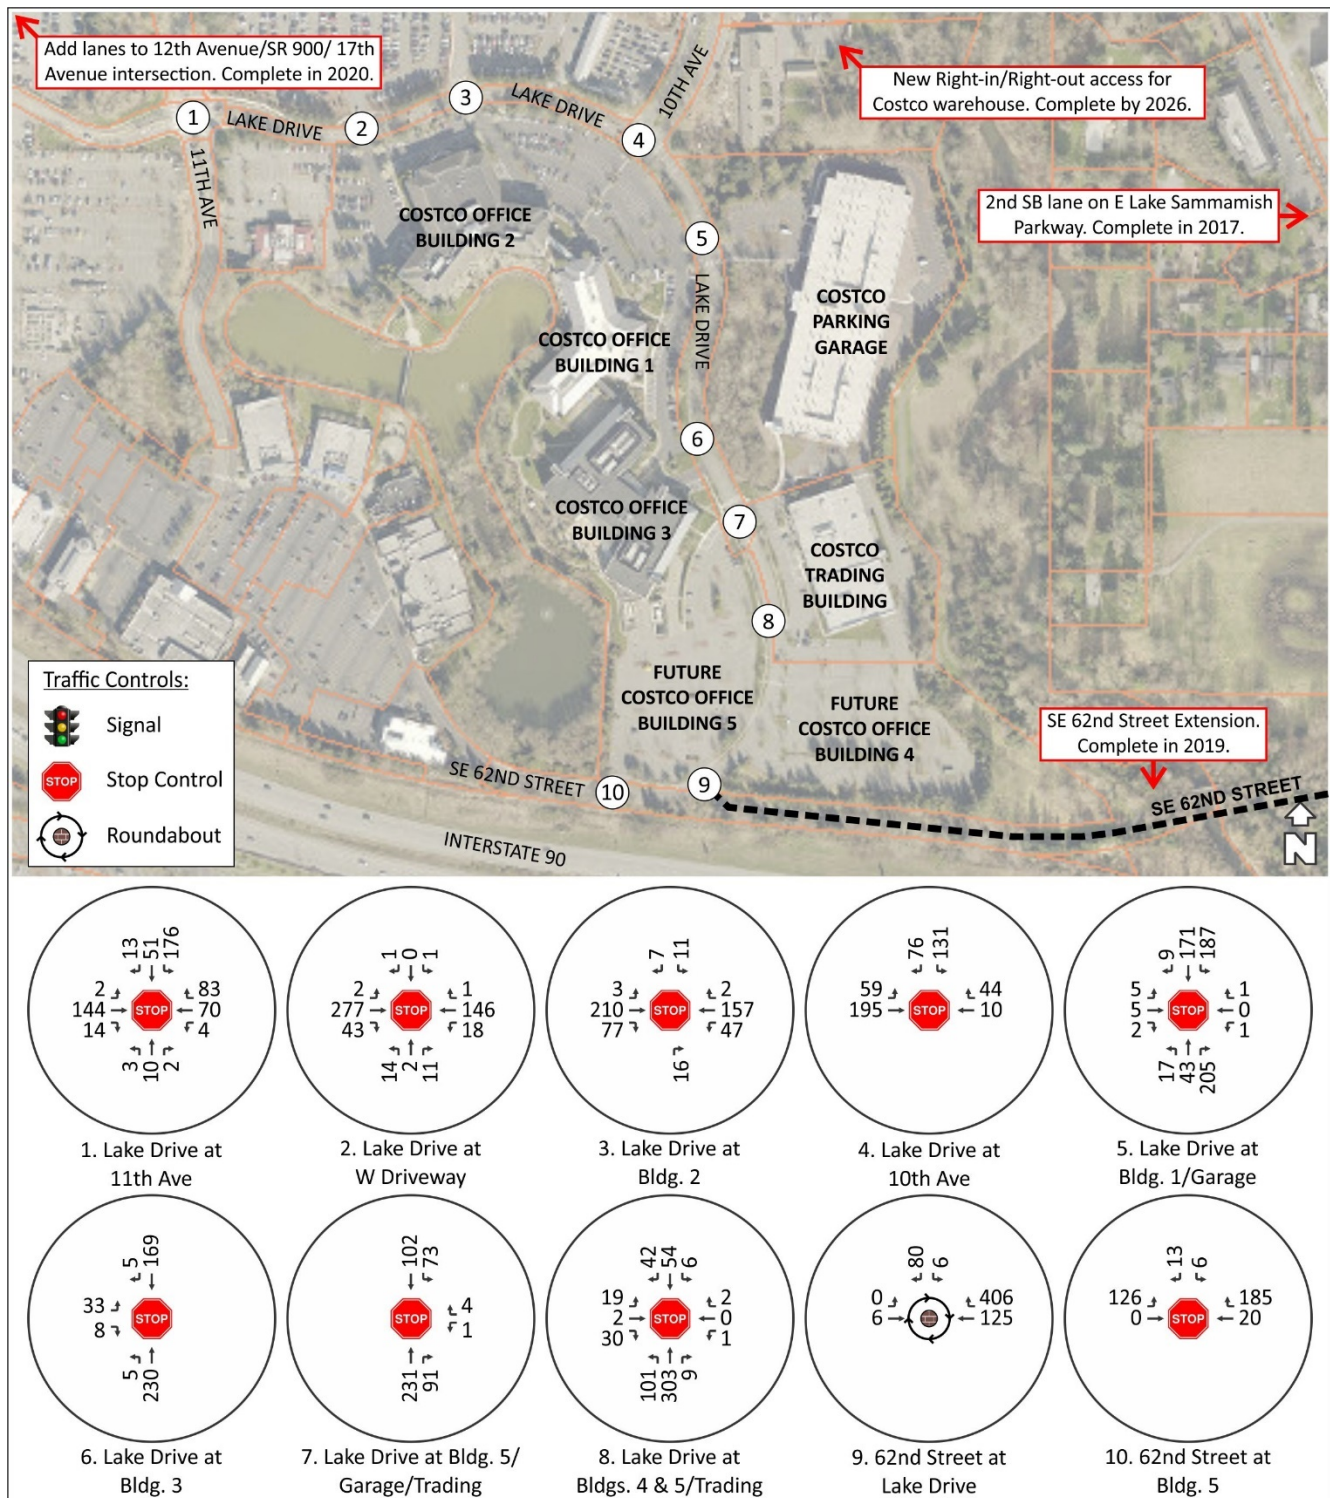 Add lanes to 12th Avenue/SR 900/ 17th
Avenue intersection. Complete in 2020.
New Right-in/Right-out access for
Costco warehouse. Complete by 2026.
2nd SB lane on E Lake Sammamish
Parkway. Complete in 2017.
SE 62nd Street Extension.
Complete in 2019.
1
LAKE DRIVE
2
3
LAKE DRIVE
4
10TH AVE
11TH AVE
COSTCO OFFICE
BUILDING 2
5
LAKE DRIVE
COSTCO
PARKING
GARAGE
COSTCO OFFICE
BUILDING 1
6
COSTCO OFFICE
BUILDING 3
7
COSTCO
TRADING
BUILDING
8
FUTURE
COSTCO OFFICE
BUILDING 5
FUTURE
COSTCO OFFICE
BUILDING 4
SE 62ND STREET
10
9
SE 62ND STREET
INTERSTATE 90
N
Traffic Controls:
Signal
STOP
Stop Control
Roundabout
13 51 176
2 83
144 STOP 70
14 4
3 10 2
1. Lake Drive at
11th Ave
1 0 1
2 1
277 STOP 146
43 18
14 2 11
2. Lake Drive at
W Driveway
7 11
3 2
210 STOP 157
77 47
16
3. Lake Drive at
Bldg. 2
76 131
59 44
195 STOP 10
4. Lake Drive at
10th Ave
9 171 187
5 1
5 STOP 0
2 1
17 43 205
5. Lake Drive at
Bldg. 1/Garage
5 169
33 STOP
8
5 230
6. Lake Drive at
Bldg. 3
102 73
STOP 4
1
231 91
7. Lake Drive at Bldg. 5/
Garage/Trading
42 54 6
19 2
2 STOP 0
30 1
101 303 9
8. Lake Drive at
Bldgs. 4 & 5/Trading
80 6
0 406
6 125
9. 62nd Street at
Lake Drive
13 6
126 185
0 STOP 20
10. 62nd Street at
Bldg. 5